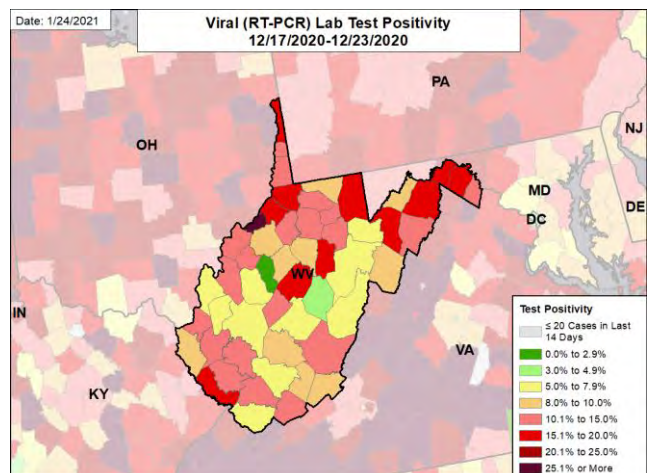 Date: 1/24/2021
Viral (RT-PCR) Lab Test Positivity
12/17/2020-12/23/2020
PA
OH
NJ
MD
DE
DC
WV
IN
VA
KY
Test Positivity
≤ 20 Cases in Last
14 Days
0.0% to 2.9%
3.0% to 4.9%
5.0% to 7.9%
8.0% to 10.0%
10.1% to 15.0%
15.1% to 20.0%
20.1% to 25.0%
25.1% or More